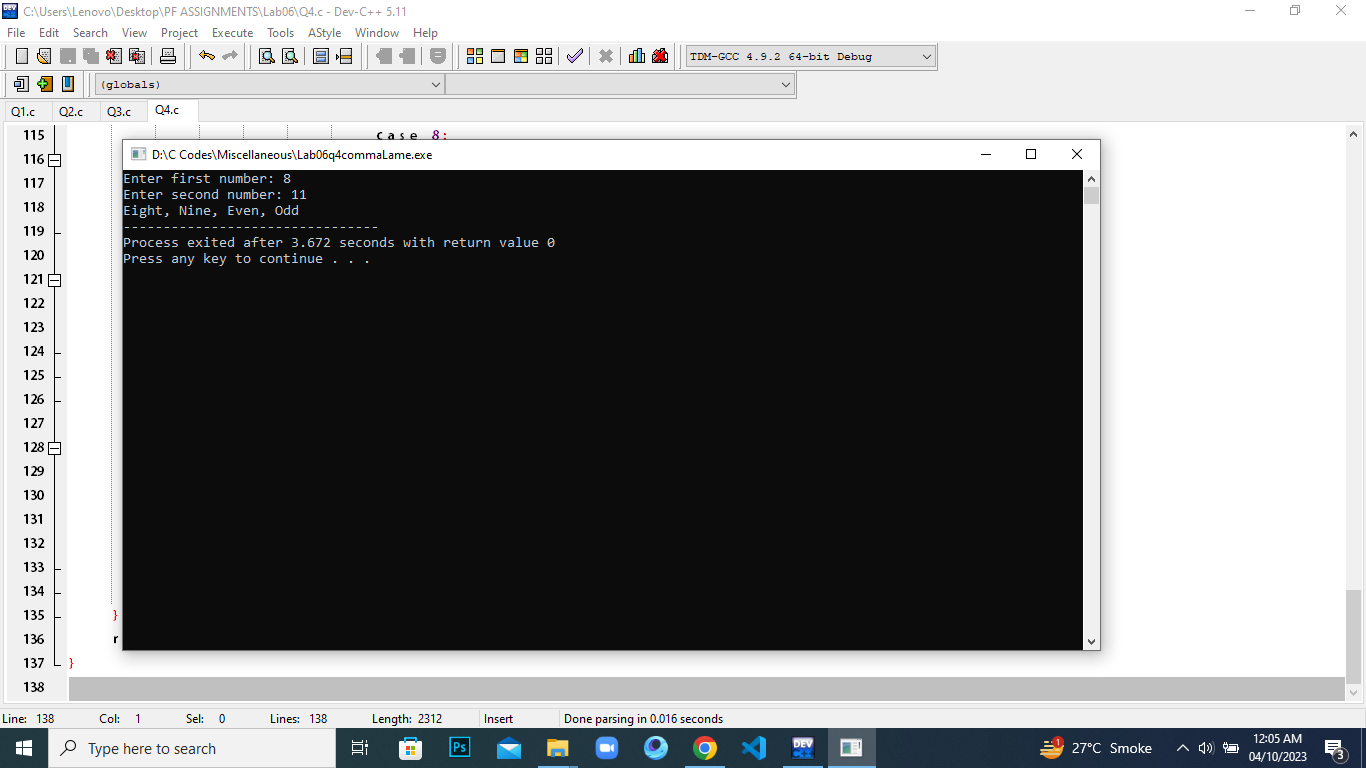 C:\Users\Lenovo\Desktop\PF ASSIGNMENTS\Lab06\Q4.c - Dev-C++ 5.11
File Edit Search View Project Execute Tools AStyle Window Help
TDM-GCC 4.9.2 64-bit Debug
(globals)
Q1.c Q2.c Q3.c Q4.c
115 case 8:
D:\C Codes\Miscellaneous\Lab06q4commaLame.exe
116
Enter first number: 8
117
Enter second number: 11
118
Eight, Nine, Even, Odd
119
--------------------------------
Process exited after 3.672 seconds with return value 0
120
Press any key to continue . . .
121
122
123
124
125
126
127
128
129
130
131
132
133
134
135 }
136 r
137 }
138
Line: 138 Col: 1 Sel: 0 Lines: 138 Length: 2312 Insert Done parsing in 0.016 seconds
Type here to search
Ps
DEV
1
27°C Smoke
12:05 AM
04/10/2023
3